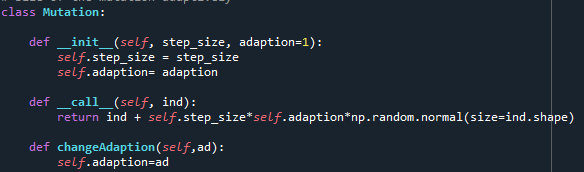 class Mutation:
    def __init__(self, step_size, adaption=1):
        self.step_size = step_size
        self.adaption= adaption
    def __call__(self, ind):
        return ind + self.step_size*self.adaption*np.random.normal(size=ind.shape)
    def changeAdaption(self,ad):
        self.adaption=ad